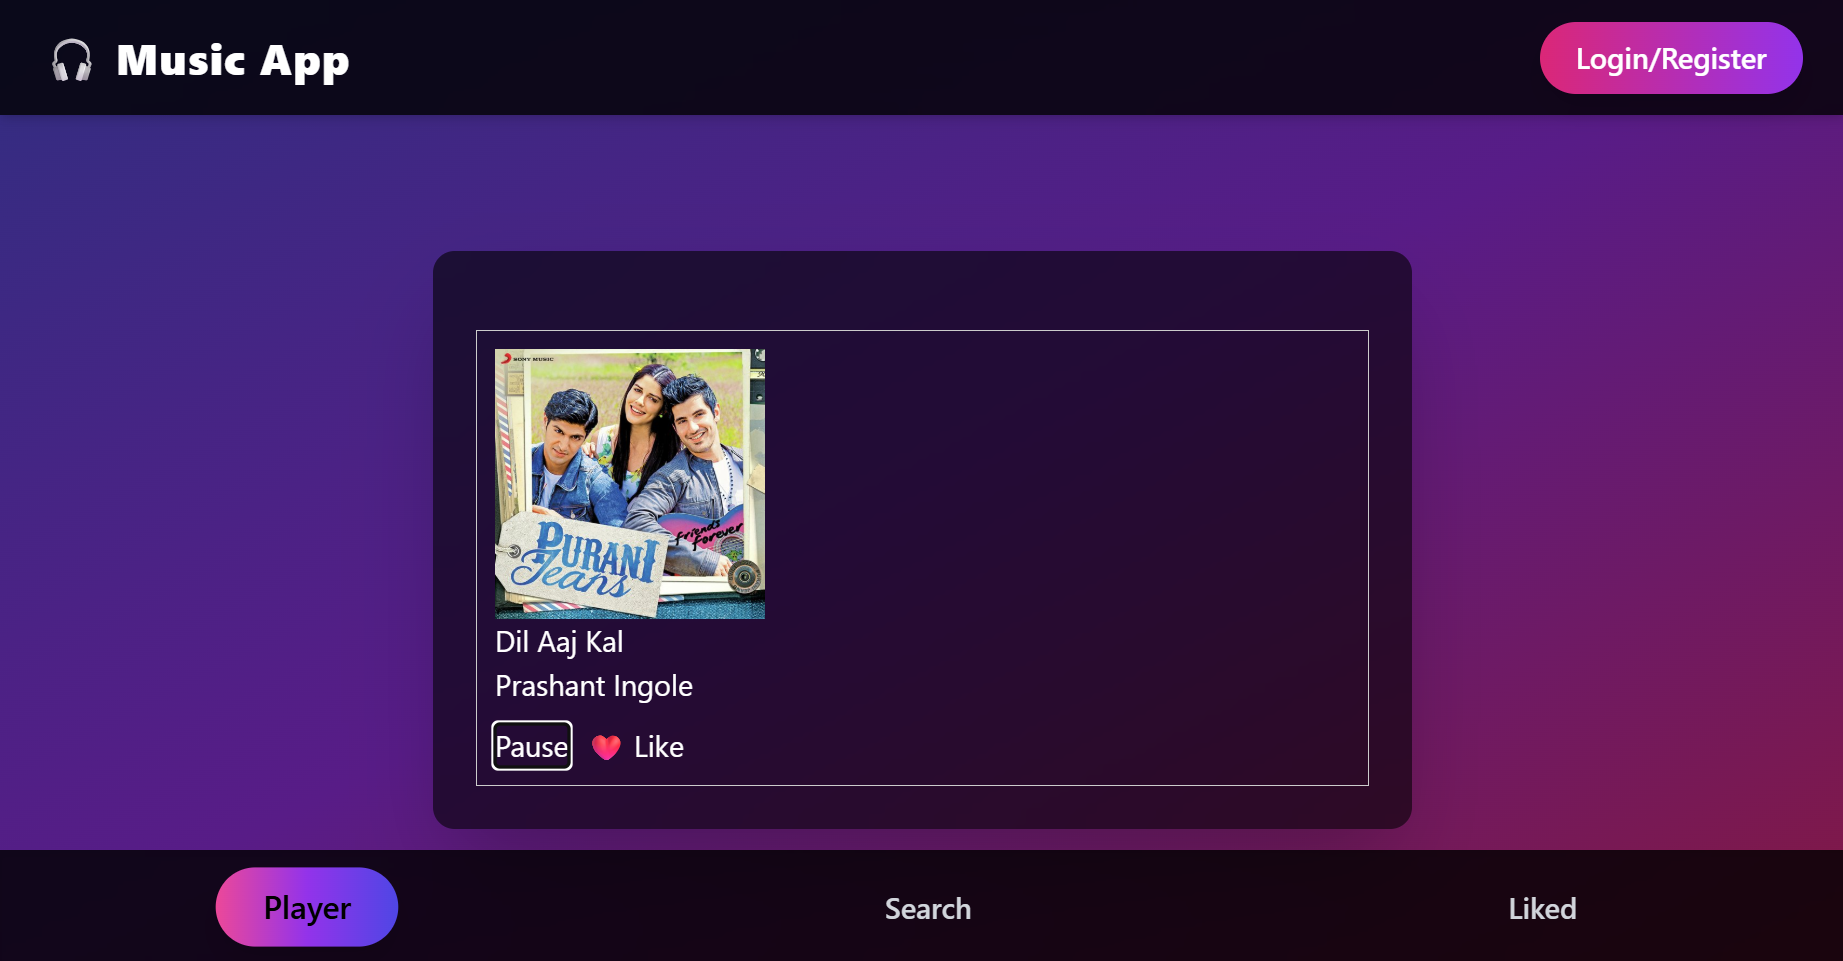 Music App
Login/Register
SONY MUSIC
friends
forever
PURANI
Jeans
Dil Aaj Kal
Prashant Ingole
Pause
Like
Player
Search
Liked